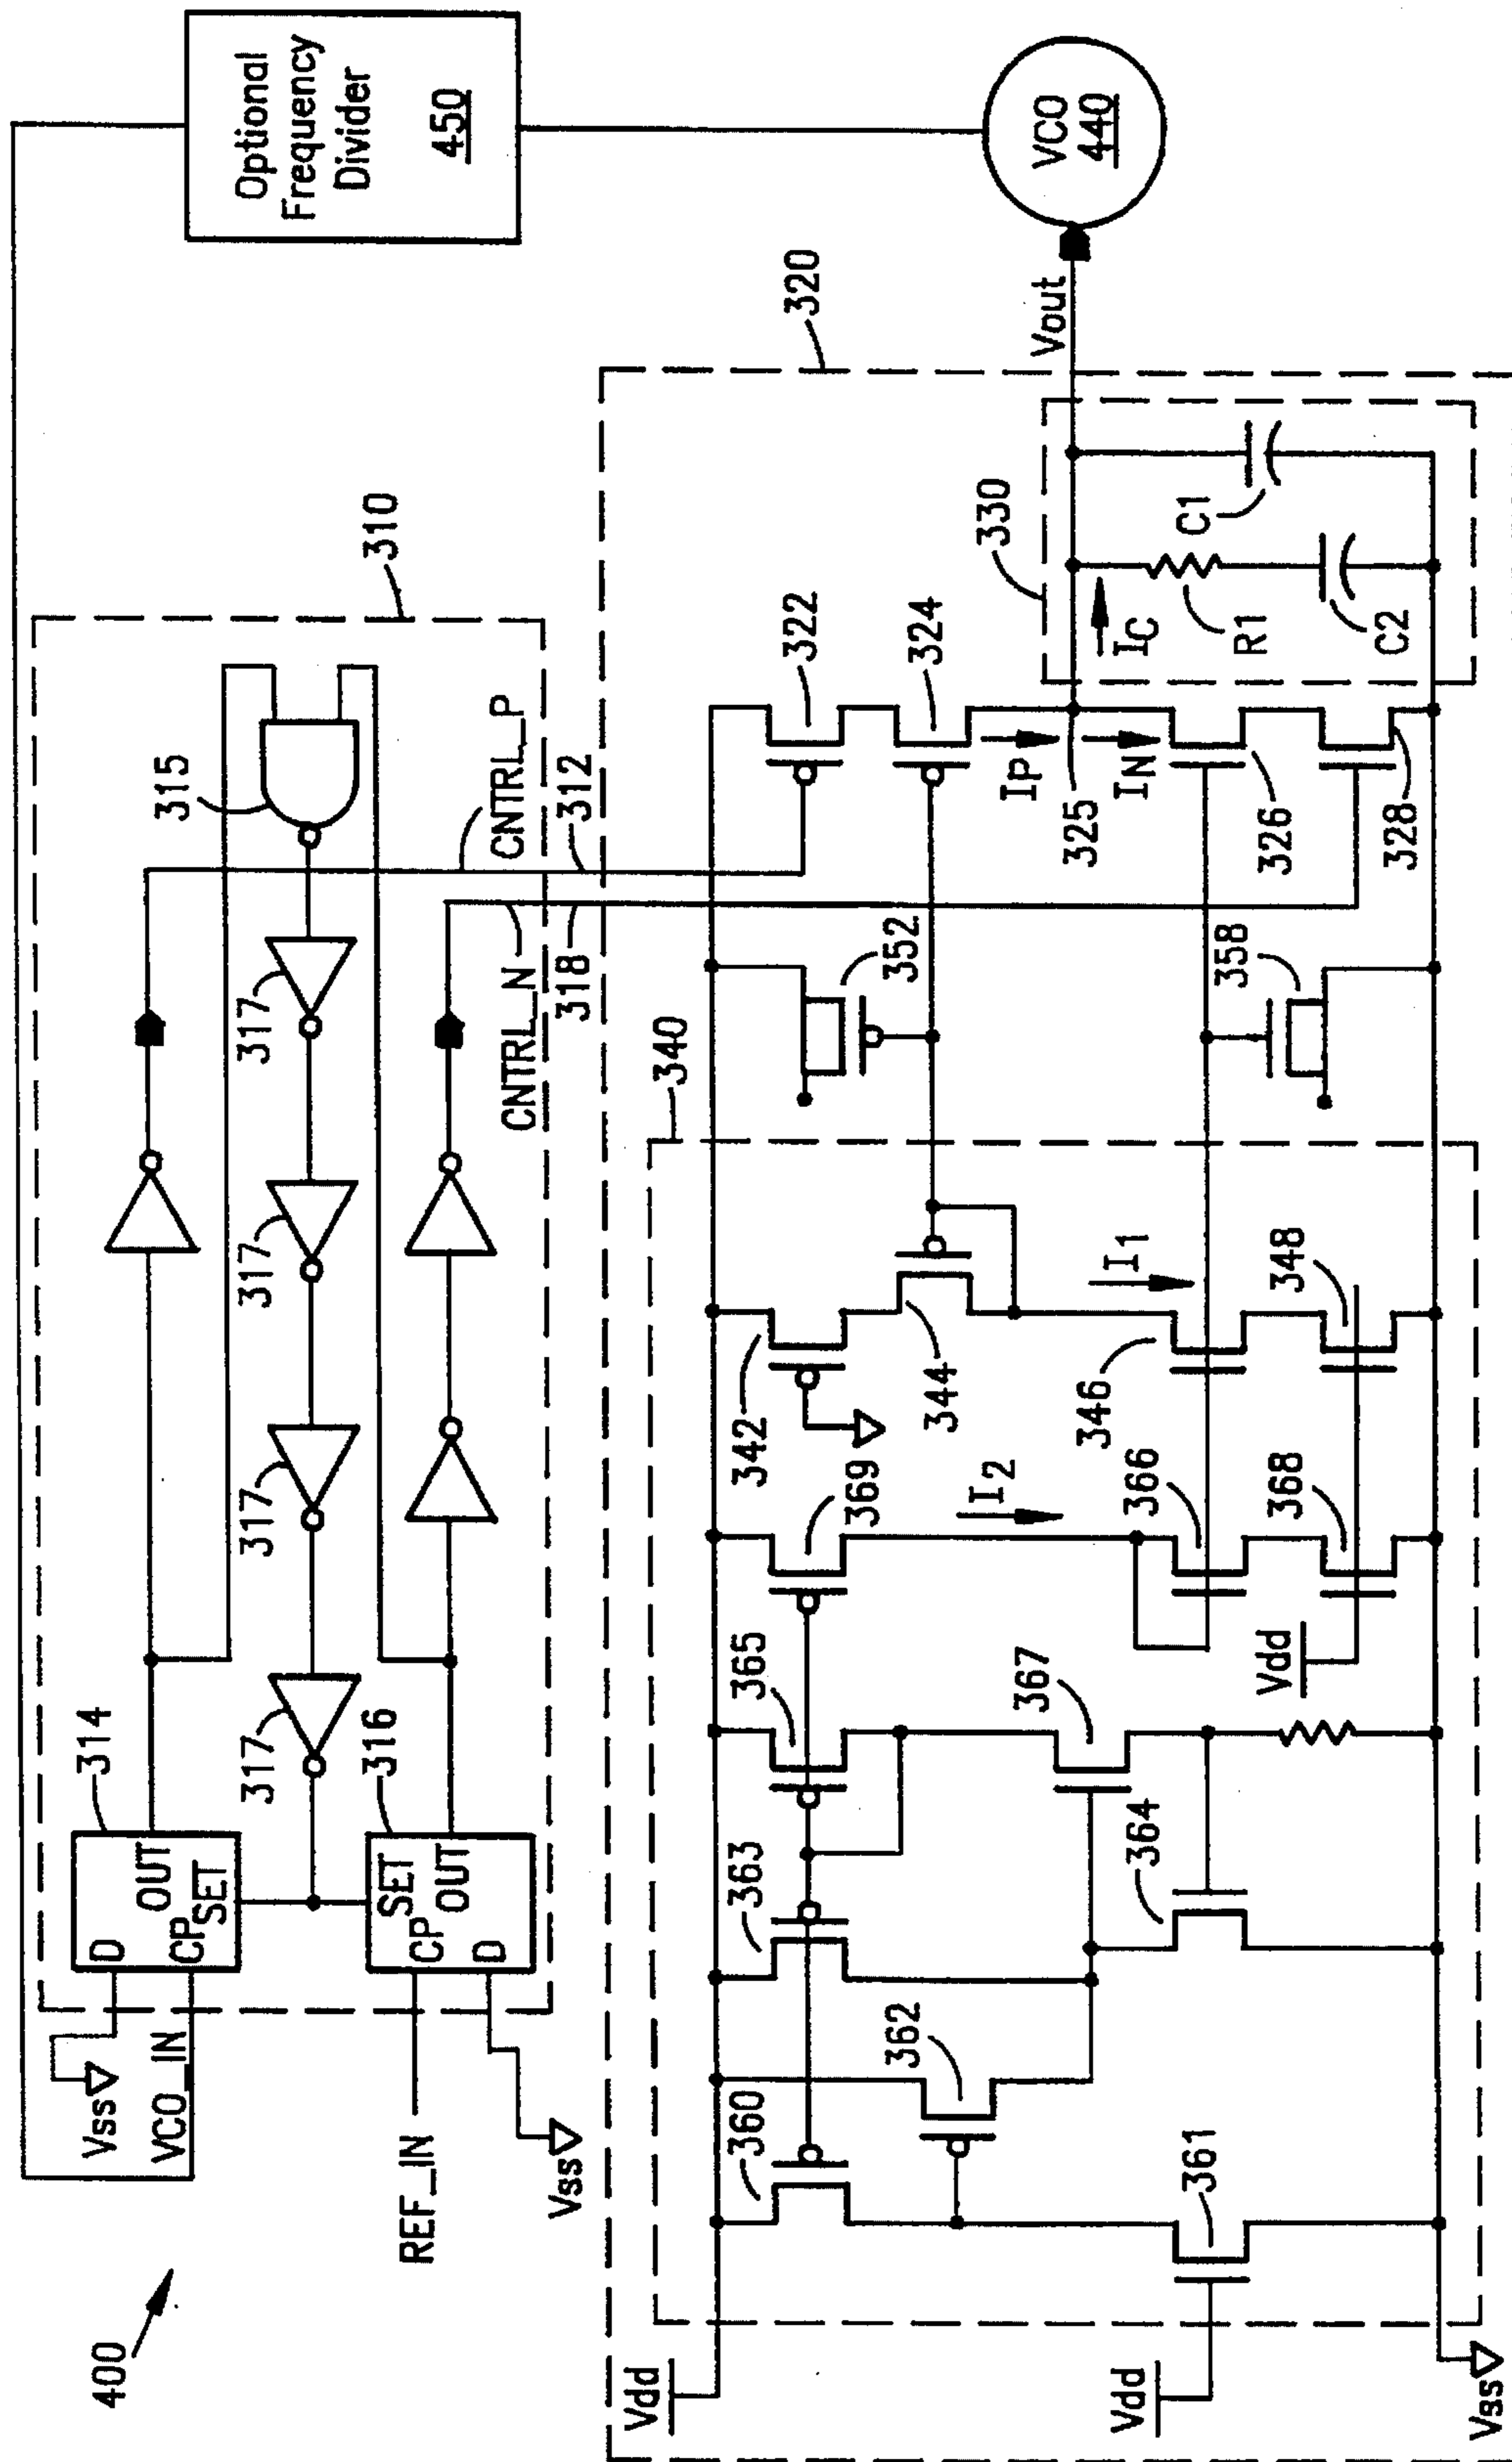 400
Vss
VCO_IN
REF_IN
Vss
314
D
OUT
CP
SET
316
SET
CP
OUT
D
317
317
317
317
315
310
CNTRL_P
312
CNTRL_N
318
Optional
Frequency
Divider
450
VCO
440
Vout
320
330
340
Vdd
Vdd
Vss
360
361
362
363
364
365
367
369
I2
366
368
Vdd
342
344
I1
346
348
352
358
322
324
IP
325
IN
326
328
IC
R1
C2
C1